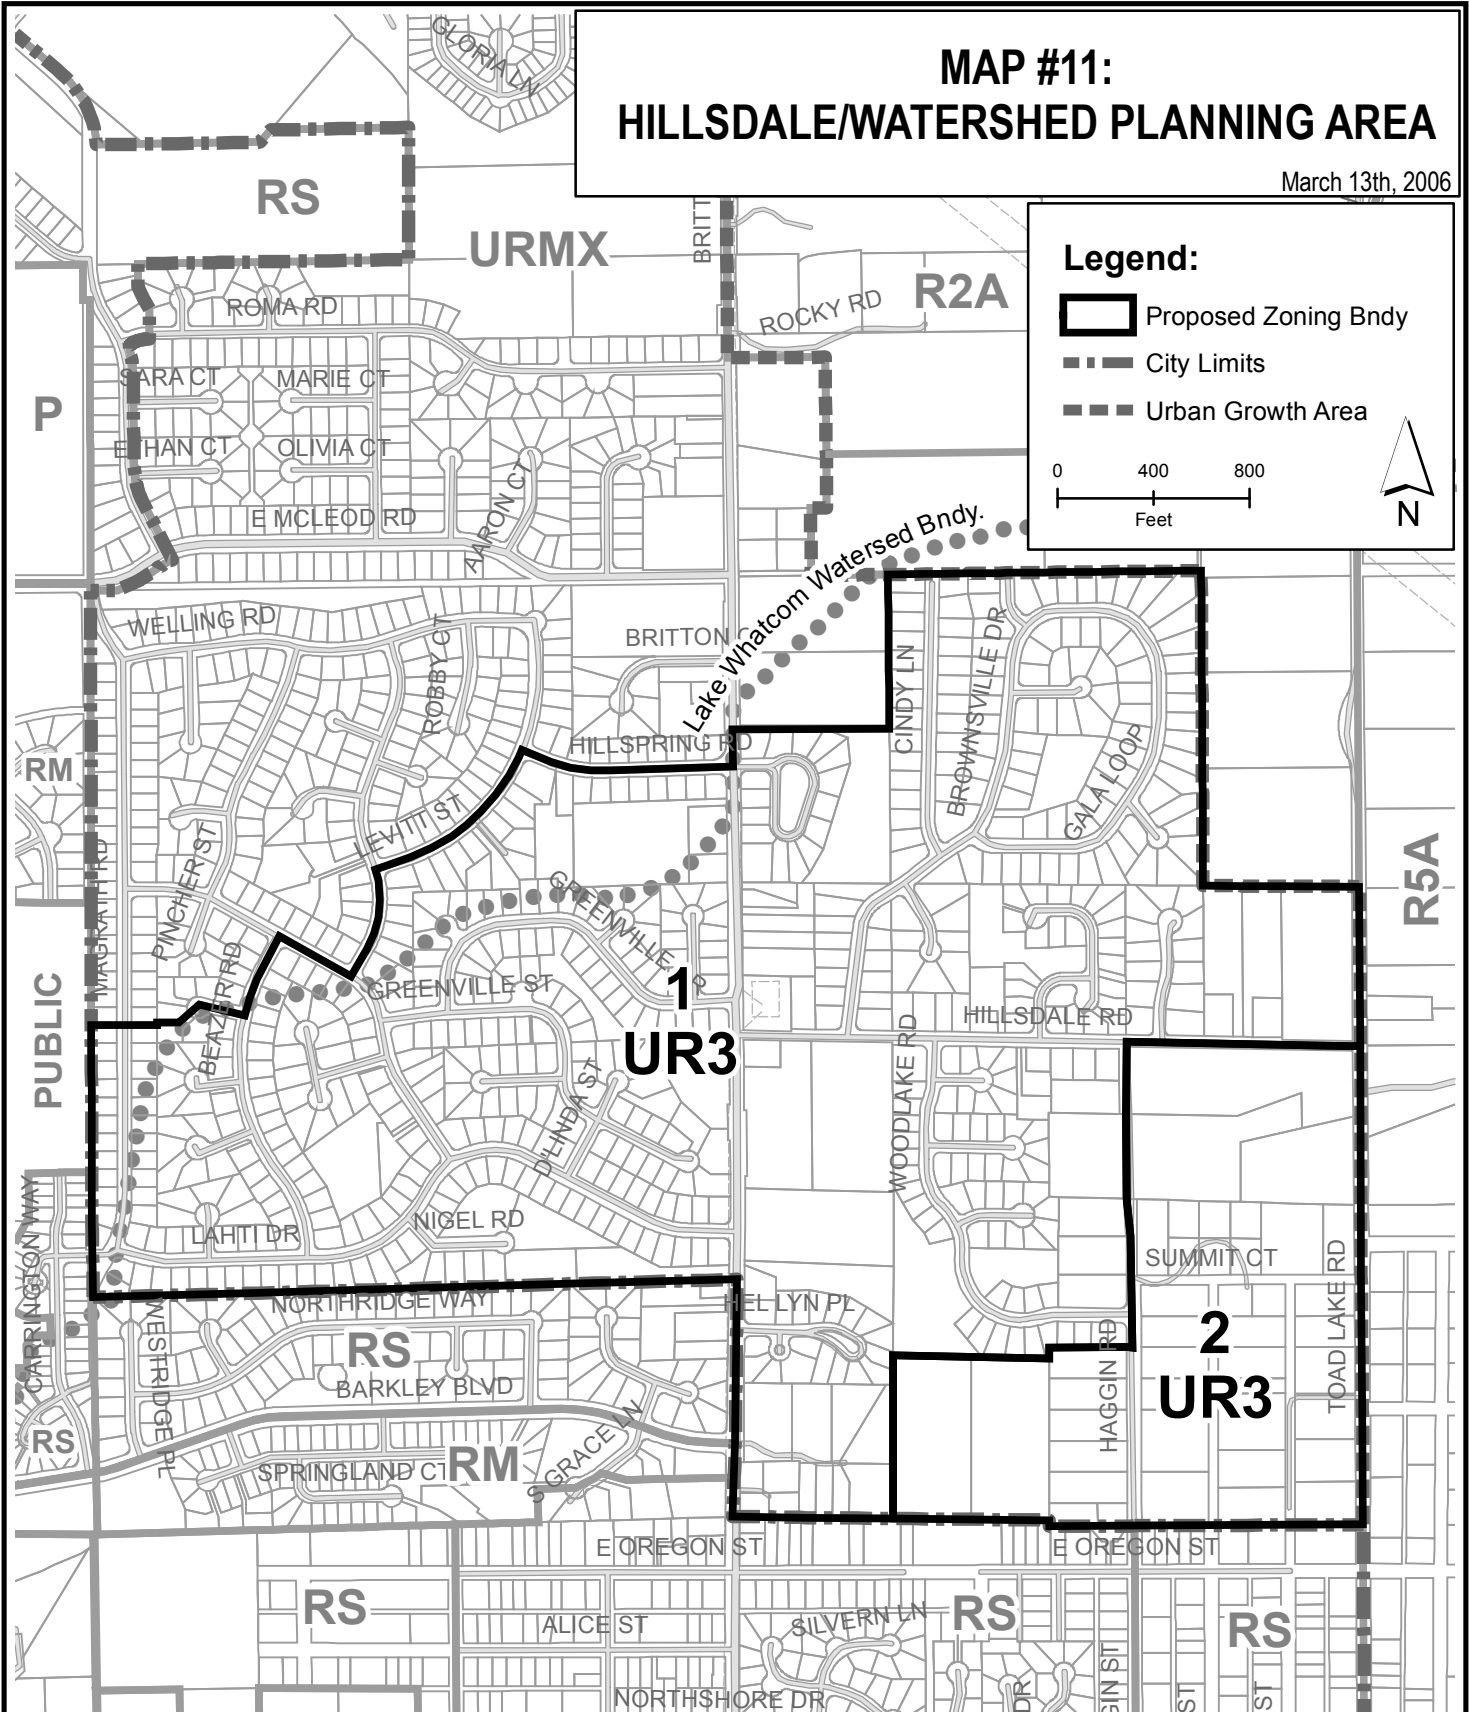 MAP #11:
HILLSDALE/WATERSHED PLANNING AREA
March 13th, 2006
Legend:
Proposed Zoning Bndy
City Limits
Urban Growth Area
0 400 800
Feet
N
GLORIA LN
RS
URMX
BRITT
R2A
ROCKY RD
ROMA RD
P
SARA CT
MARIE CT
ETHAN CT
OLIVIA CT
E MCLEOD RD
AARON CT
Lake Whatcom Watersed Bndy.
WELLING RD
ROBBY CT
BRITTON
HILLSPRING RD
CINDY LN
BROWNSVILLE DR
GALA LOOP
RM
LEVITT ST
PINCHER ST
MAGRATH RD
R5A
GREENVILLE
GREENVILLE ST
BEAZER RD
PUBLIC
1
UR3
HILLSDALE RD
WOODLAKE RD
D'LINDA ST
LAHTI DR
NIGEL RD
CARRINGTON WAY
SUMMIT CT
TOAD LAKE RD
NORTHRIDGE WAY
HELLYN PL
2
UR3
HAGGIN RD
WESTRIDGE PL
RS
BARKLEY BLVD
RS
SPRINGLAND CT
RM
S GRACE LN
E OREGON ST
E OREGON ST
RS
ALICE ST
SILVERN LN
RS
RS
NORTHSHORE DR
DR
GIN ST
ST
ST